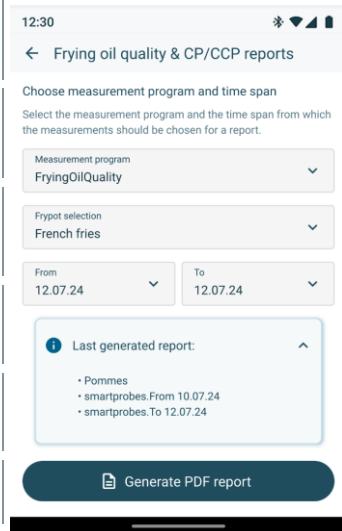 12:30
Frying oil quality & CP/CCP reports
Choose measurement program and time span
Select the measurement program and the time span from which
the measurements should be chosen for a report.
Measurement program
FryingOilQuality
Frypot selection
French fries
From
12.07.24
To
12.07.24
Last generated report:
• Pommes
• smartprobes.From 10.07.24
• smartprobes.To 12.07.24
Generate PDF report